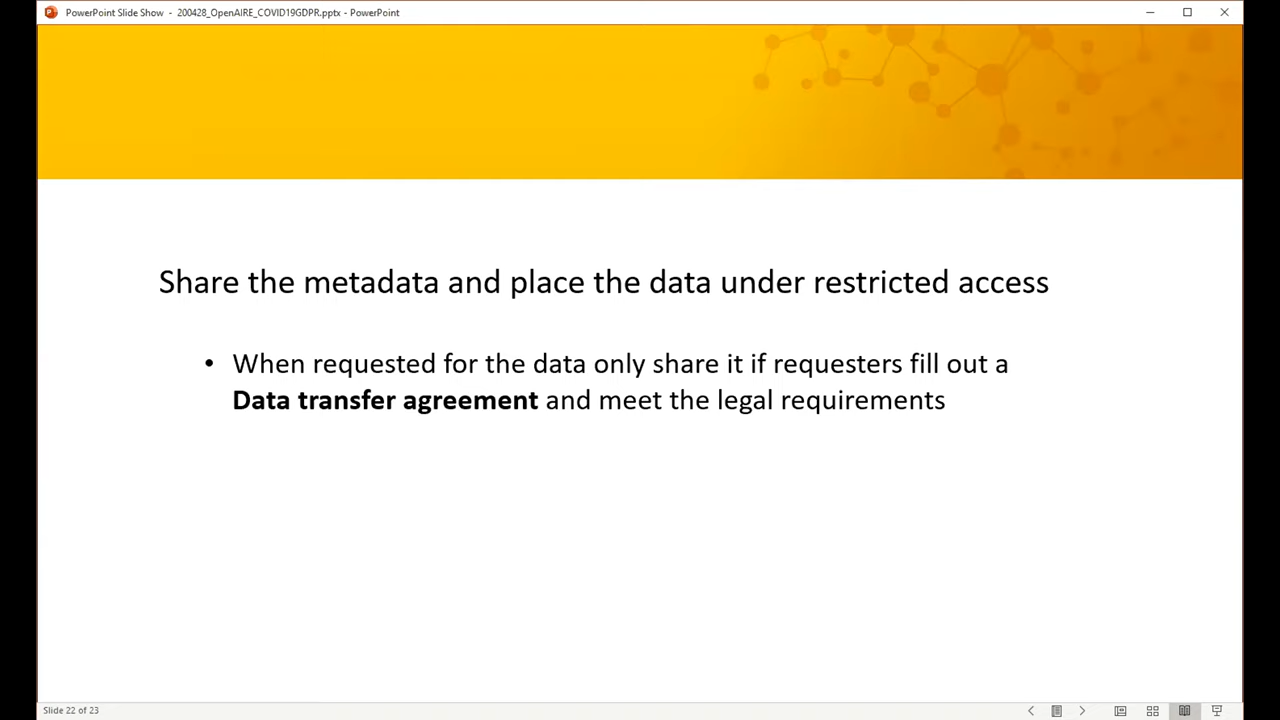 PowerPoint Slide Show - 200428_OpenAIRE_COVID19GDPR.pptx - PowerPoint
Share the metadata and place the data under restricted access
• When requested for the data only share it if requesters fill out a
Data transfer agreement and meet the legal requirements
Slide 22 of 23